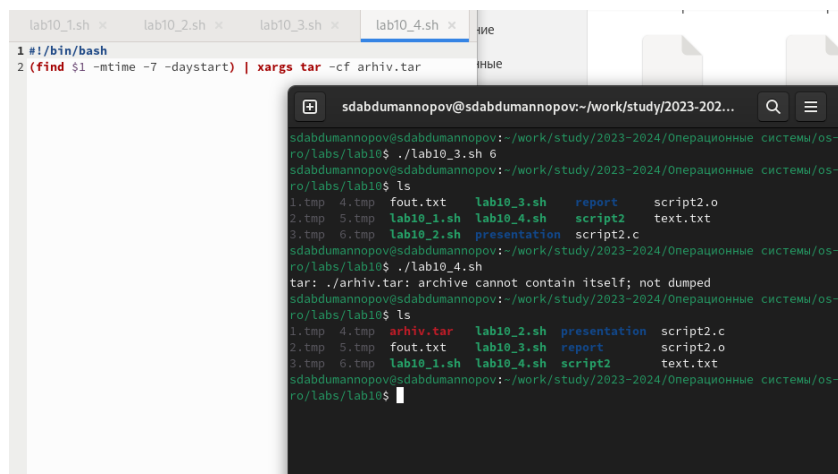 lab10_1.sh × lab10_2.sh × lab10_3.sh × lab10_4.sh ×
1 #!/bin/bash
2 (find $1 -mtime -7 -daystart) | xargs tar -cf arhiv.tar
ние
нные
sdabdumannopov@sdabdumannopov:~/work/study/2023-202...
sdabdumannopov@sdabdumannopov:~/work/study/2023-2024/Операционные системы/os-
ro/labs/lab10$ ./lab10_3.sh 6
sdabdumannopov@sdabdumannopov:~/work/study/2023-2024/Операционные системы/os-
ro/labs/lab10$ ls
1.tmp 4.tmp fout.txt lab10_3.sh report script2.o
2.tmp 5.tmp lab10_1.sh lab10_4.sh script2 text.txt
3.tmp 6.tmp lab10_2.sh presentation script2.c
sdabdumannopov@sdabdumannopov:~/work/study/2023-2024/Операционные системы/os-
ro/labs/lab10$ ./lab10_4.sh
tar: ./arhiv.tar: archive cannot contain itself; not dumped
sdabdumannopov@sdabdumannopov:~/work/study/2023-2024/Операционные системы/os-
ro/labs/lab10$ ls
1.tmp 4.tmp arhiv.tar lab10_2.sh presentation script2.c
2.tmp 5.tmp fout.txt lab10_3.sh report script2.o
3.tmp 6.tmp lab10_1.sh lab10_4.sh script2 text.txt
sdabdumannopov@sdabdumannopov:~/work/study/2023-2024/Операционные системы/os-
ro/labs/lab10$